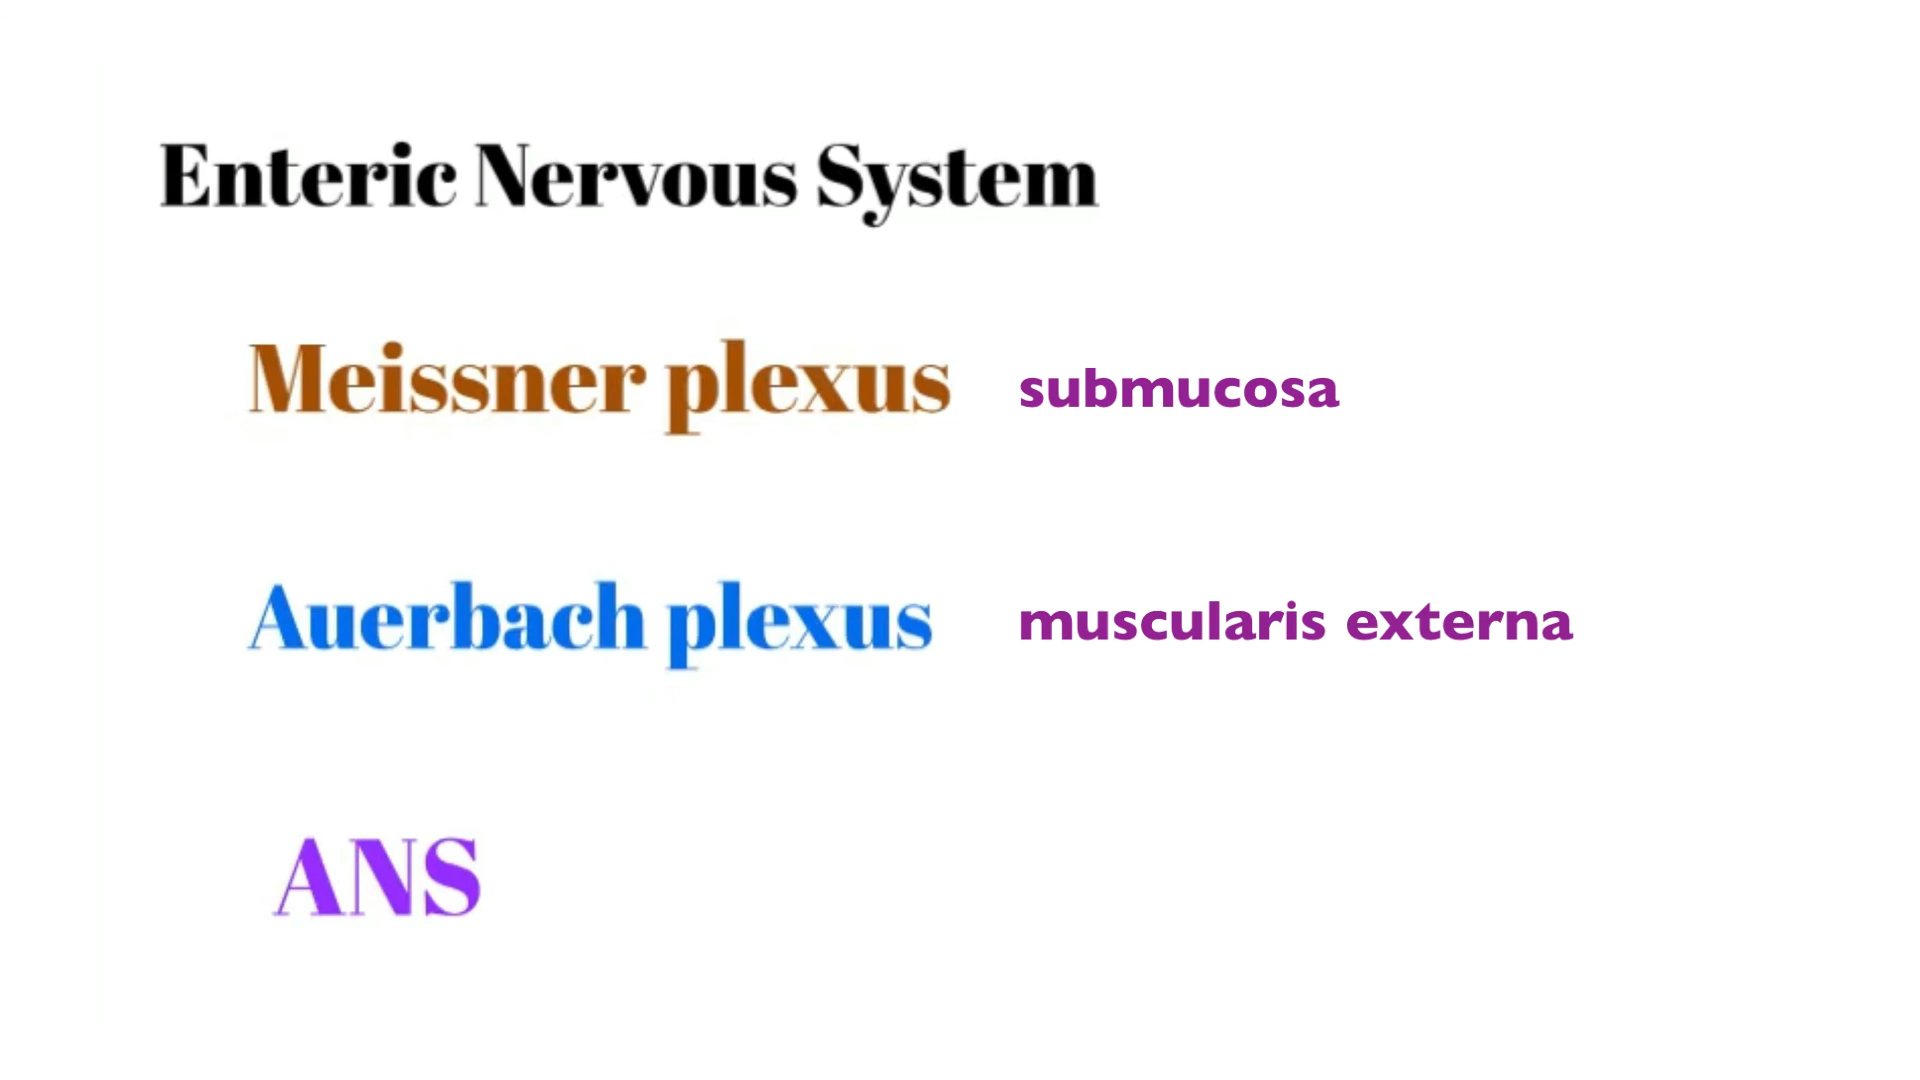 Enteric Nervous System
Meissner plexus submucosa
Auerbach plexus muscularis externa
ANS